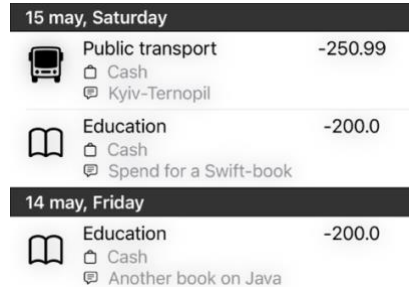 15 may, Saturday
Public transport -250.99
Cash
Kyiv-Ternopil
Education -200.0
Cash
Spend for a Swift-book
14 may, Friday
Education -200.0
Cash
Another book on Java